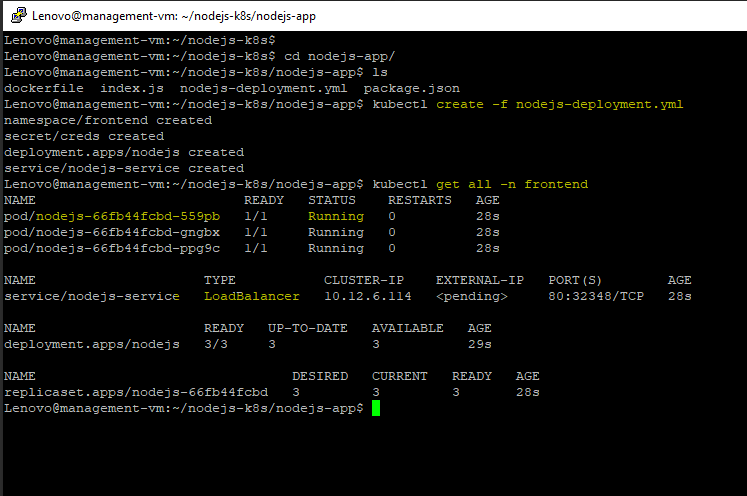 Lenovo@management-vm: ~/nodejs-k8s/nodejs-app
Lenovo@management-vm:~/nodejs-k8s$
Lenovo@management-vm:~/nodejs-k8s$ cd nodejs-app/
Lenovo@management-vm:~/nodejs-k8s/nodejs-app$ ls
dockerfile  index.js  nodejs-deployment.yml  package.json
Lenovo@management-vm:~/nodejs-k8s/nodejs-app$ kubectl create -f nodejs-deployment.yml
namespace/frontend created
secret/creds created
deployment.apps/nodejs created
service/nodejs-service created
Lenovo@management-vm:~/nodejs-k8s/nodejs-app$ kubectl get all -n frontend
NAME                          READY   STATUS    RESTARTS   AGE
pod/nodejs-66fb44fcbd-559pb   1/1     Running   0          28s
pod/nodejs-66fb44fcbd-gngbx   1/1     Running   0          28s
pod/nodejs-66fb44fcbd-ppg9c   1/1     Running   0          28s
NAME                     TYPE           CLUSTER-IP    EXTERNAL-IP   PORT(S)        AGE
service/nodejs-service   LoadBalancer   10.12.6.114   <pending>     80:32348/TCP   28s
NAME                     READY   UP-TO-DATE   AVAILABLE   AGE
deployment.apps/nodejs   3/3     3            3           29s
NAME                                DESIRED   CURRENT   READY   AGE
replicaset.apps/nodejs-66fb44fcbd   3         3         3       28s
Lenovo@management-vm:~/nodejs-k8s/nodejs-app$